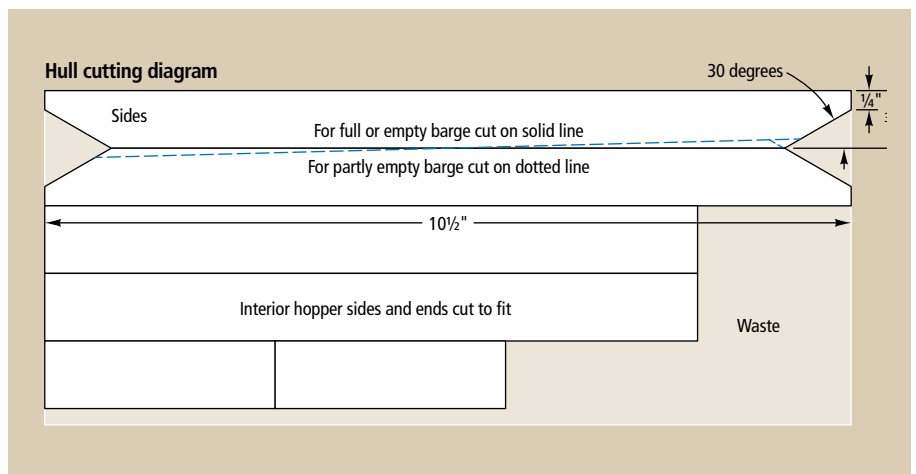 Hull cutting diagram
30 degrees
1/4"
Sides
For full or empty barge cut on solid line
For partly empty barge cut on dotted line
10½"
Interior hopper sides and ends cut to fit
Waste